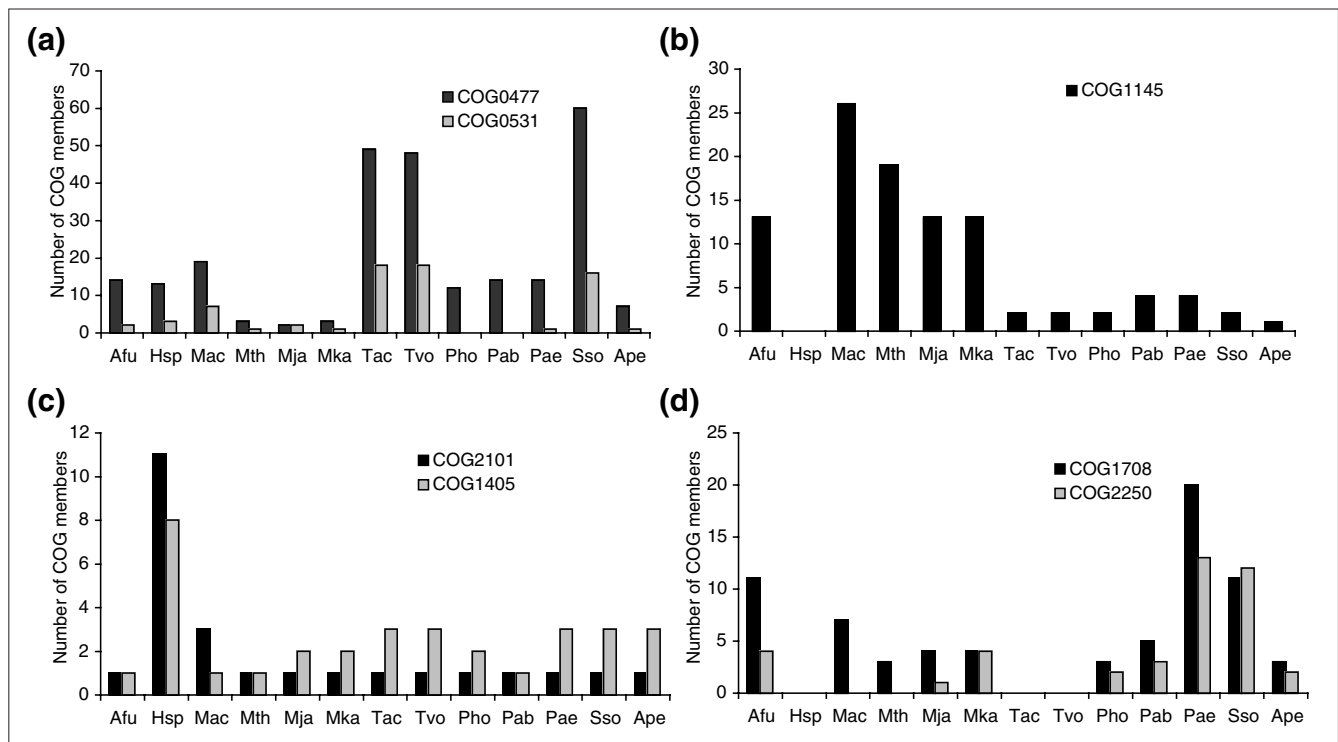 (a)
Number of COG members
70
60
50
40
30
20
10
0
COG0477
COG0531
Afu Hsp Mac Mth Mja Mka Tac Tvo Pho Pab Pae Sso Ape
(b)
Number of COG members
30
25
20
15
10
5
0
COG1145
Afu Hsp Mac Mth Mja Mka Tac Tvo Pho Pab Pae Sso Ape
(c)
Number of COG members
12
10
8
6
4
2
0
COG2101
COG1405
Afu Hsp Mac Mth Mja Mka Tac Tvo Pho Pab Pae Sso Ape
(d)
Number of COG members
25
20
15
10
5
0
COG1708
COG2250
Afu Hsp Mac Mth Mja Mka Tac Tvo Pho Pab Pae Sso Ape